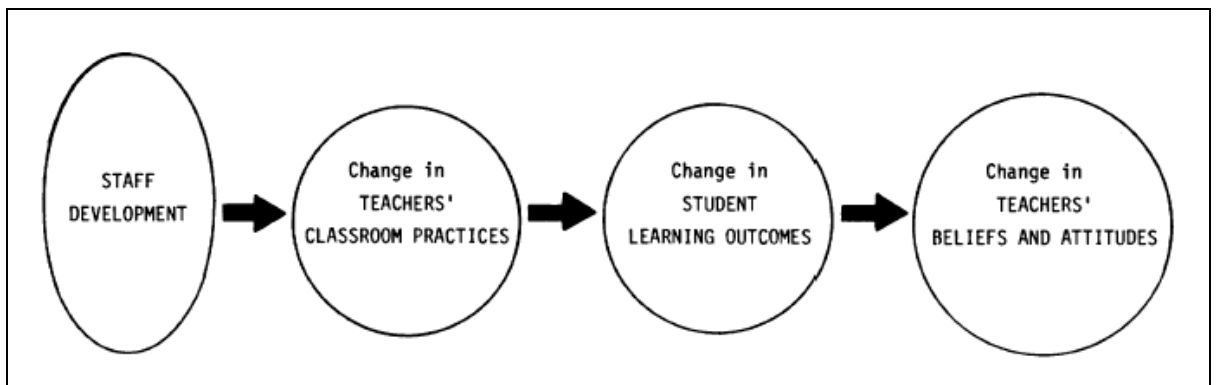 STAFF
DEVELOPMENT
Change in
TEACHERS'
CLASSROOM PRACTICES
Change in
STUDENT
LEARNING OUTCOMES
Change in
TEACHERS'
BELIEFS AND ATTITUDES